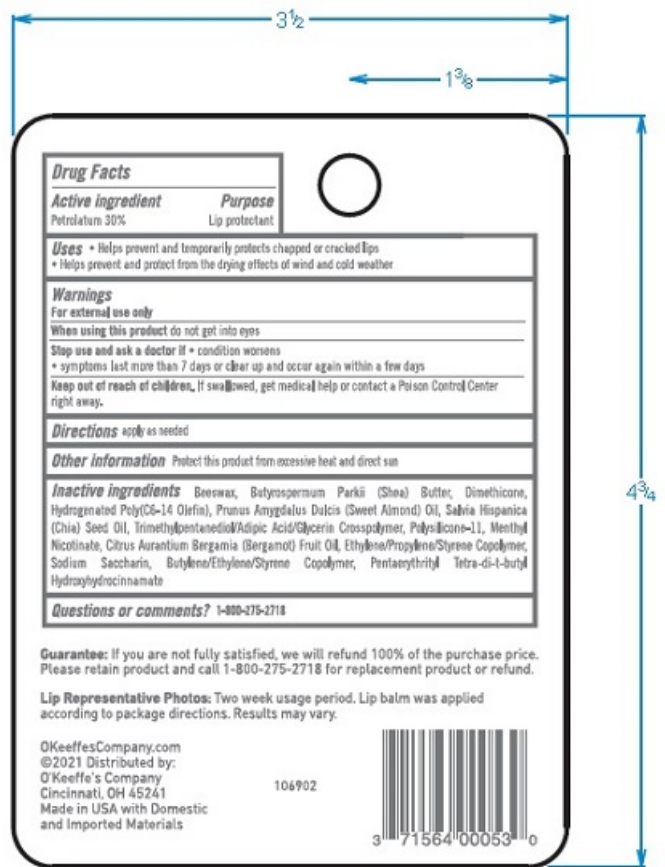 3½
1⅜
Drug Facts
Active ingredient Purpose
Petrolatum 30% Lip protectant
Uses • Helps prevent and temporarily protects chapped or cracked lips
• Helps prevent and protect from the drying effects of wind and cold weather
Warnings
For external use only
When using this product do not get into eyes
Stop use and ask a doctor if • condition worsens
• symptoms last more than 7 days or clear up and occur again within a few days
Keep out of reach of children. If swallowed, get medical help or contact a Poison Control Center
right away.
Directions apply as needed
Other information Protect this product from excessive heat and direct sun
4¾
Inactive ingredients Beeswax, Butyrospermum Parkii (Shea) Butter, Dimethicone,
Hydrogenated Poly(C6-14 Olefin), Prunus Amygdalus Dulcis (Sweet Almond) Oil, Salvia Hispanica
(Chia) Seed Oil, Trimethylpentanediol/Adipic Acid/Glycerin Crosspolymer, Polysilicone-11, Menthyl
Nicotinate, Citrus Aurantium Bergamia (Bergamot) Fruit Oil, Ethylene/Propylene/Styrene Copolymer,
Sodium Saccharin, Butylene/Ethylene/Styrene Copolymer, Pentaerythrityl Tetra-di-t-butyl
Hydroxyhydrocinnamate
Questions or comments? 1-800-275-2718
Guarantee: If you are not fully satisfied, we will refund 100% of the purchase price.
Please retain product and call 1-800-275-2718 for replacement product or refund.
Lip Representative Photos: Two week usage period. Lip balm was applied
according to package directions. Results may vary.
OKeeffesCompany.com
©2021 Distributed by:
O'Keeffe's Company
Cincinnati, OH 45241
Made in USA with Domestic
and Imported Materials
106902
3 71564 00053 0